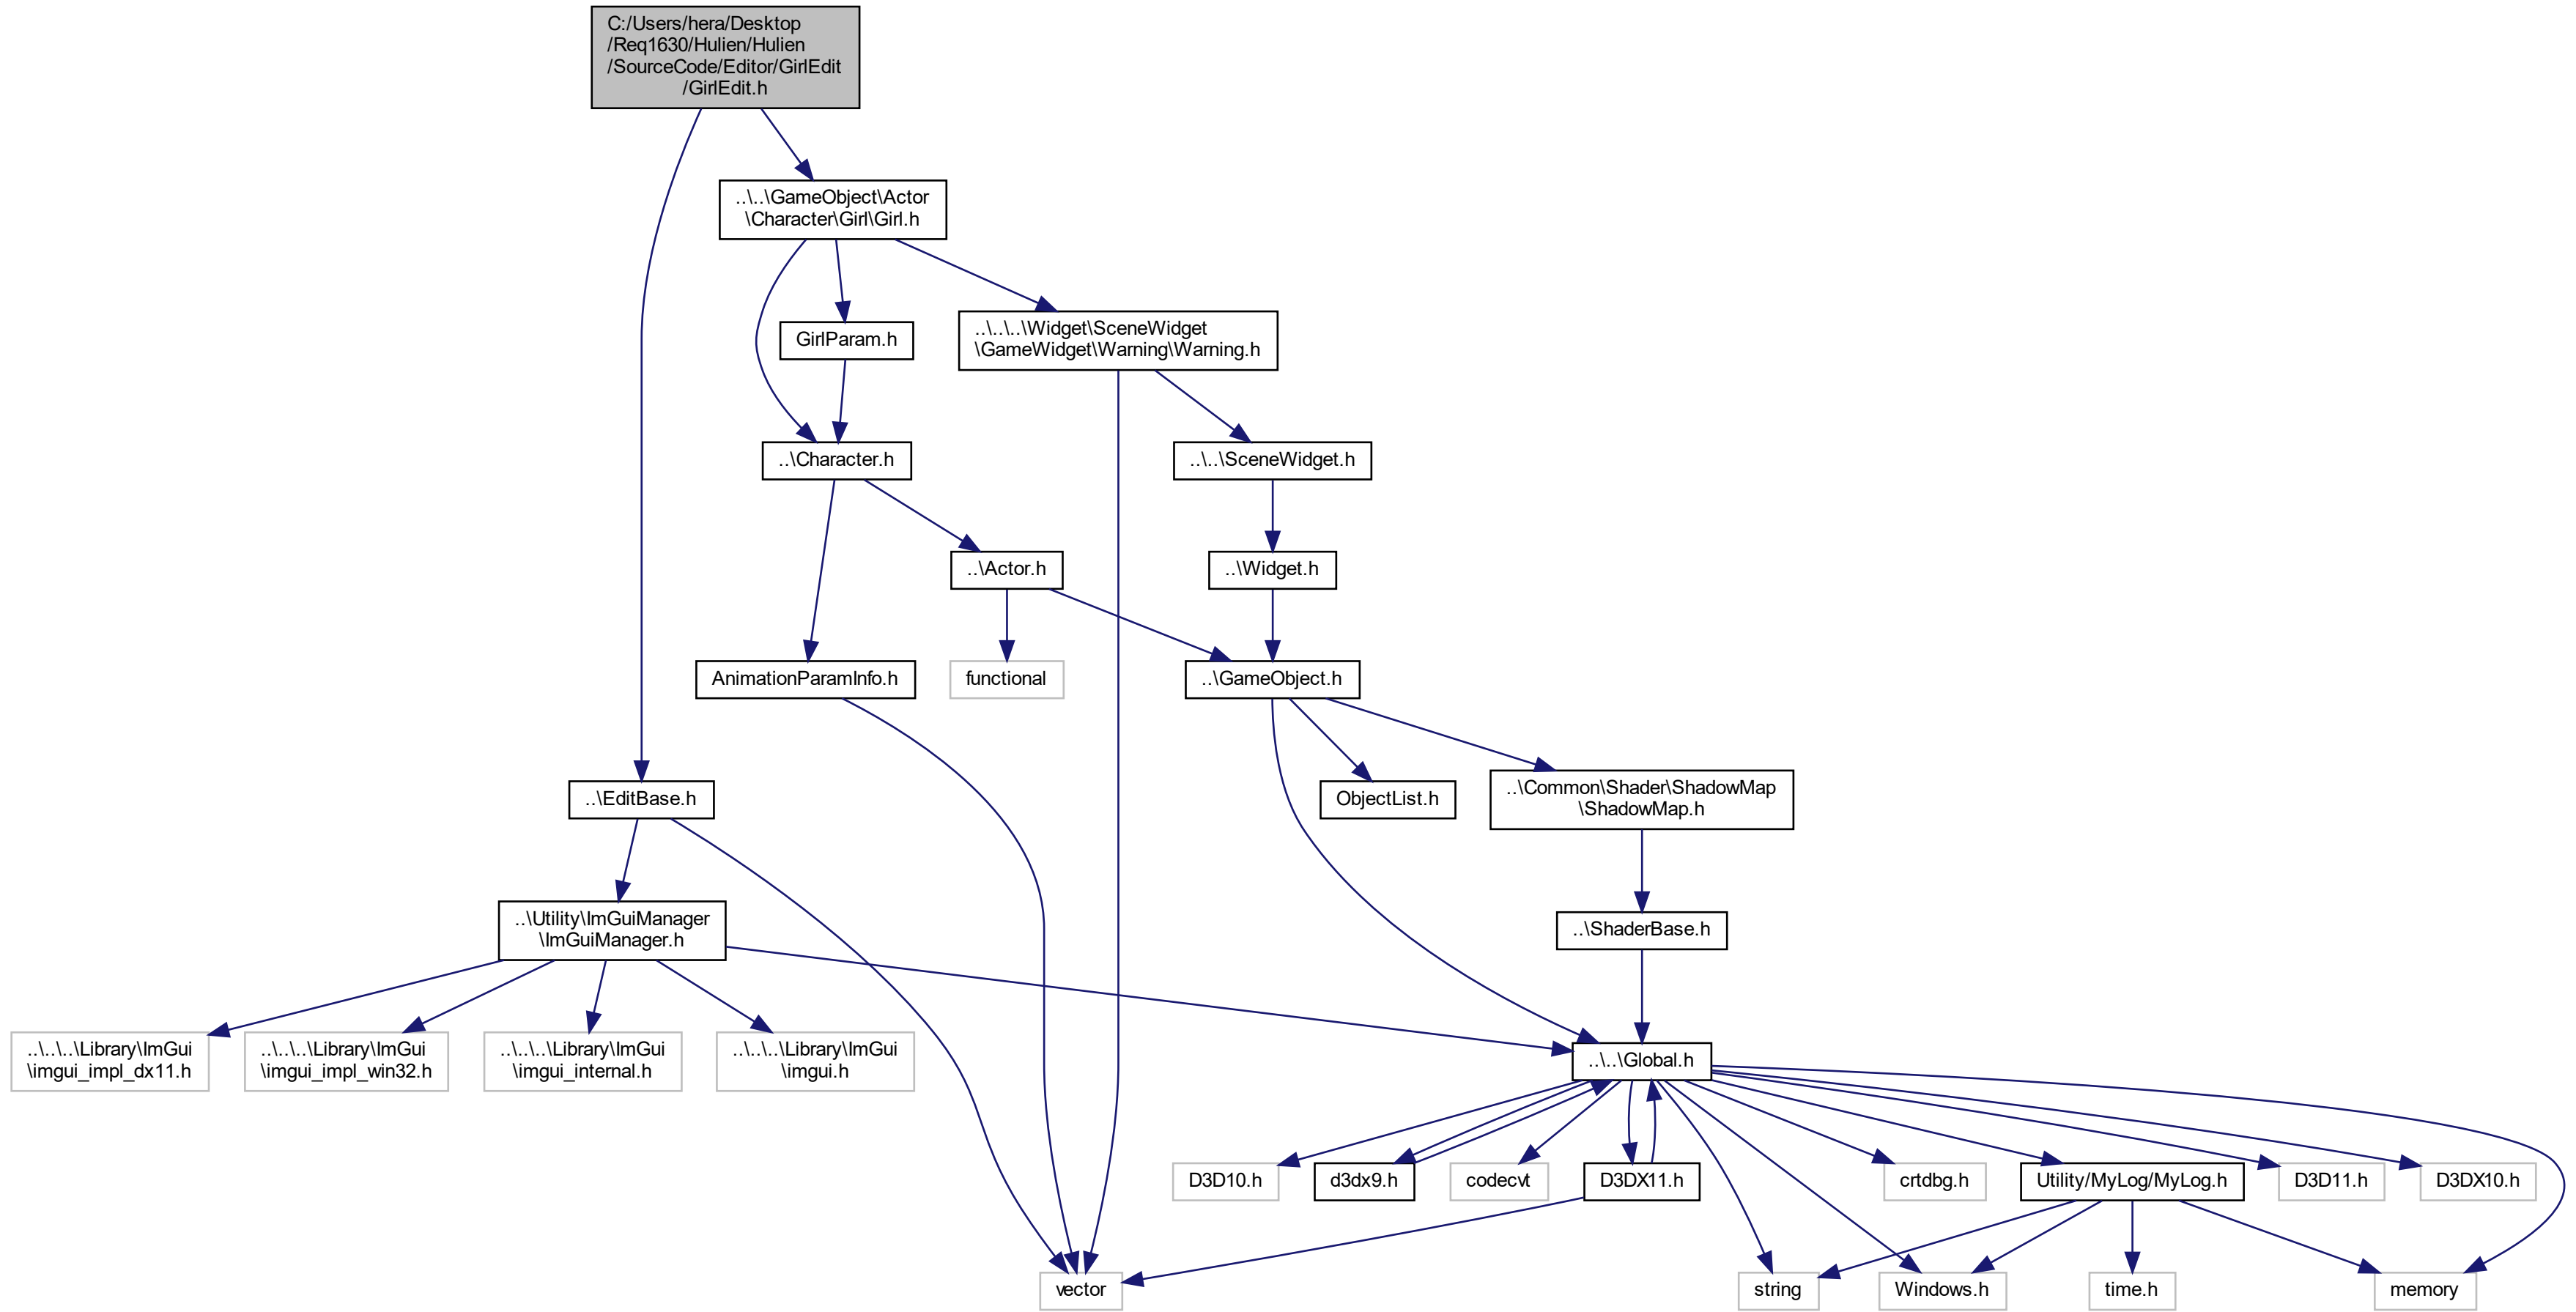 C:/Users/hera/Desktop
/Req1630/Hulien/Hulien
/SourceCode/Editor/GirlEdit
/GirlEdit.h
..\..\GameObject\Actor
\Character\Girl\Girl.h
GirlParam.h
..\..\..\Widget\SceneWidget
\GameWidget\Warning\Warning.h
..\Character.h
..\..\SceneWidget.h
..\Actor.h
..\Widget.h
AnimationParamInfo.h
functional
..\GameObject.h
..\EditBase.h
ObjectList.h
..\Common\Shader\ShadowMap
\ShadowMap.h
..\Utility\ImGuiManager
\ImGuiManager.h
..\ShaderBase.h
..\..\..\Library\ImGui
\imgui_impl_dx11.h
..\..\..\Library\ImGui
\imgui_impl_win32.h
..\..\..\Library\ImGui
\imgui_internal.h
..\..\..\Library\ImGui
\imgui.h
..\..\Global.h
D3D10.h
d3dx9.h
codecvt
D3DX11.h
crtdbg.h
Utility/MyLog/MyLog.h
D3D11.h
D3DX10.h
vector
string
Windows.h
time.h
memory